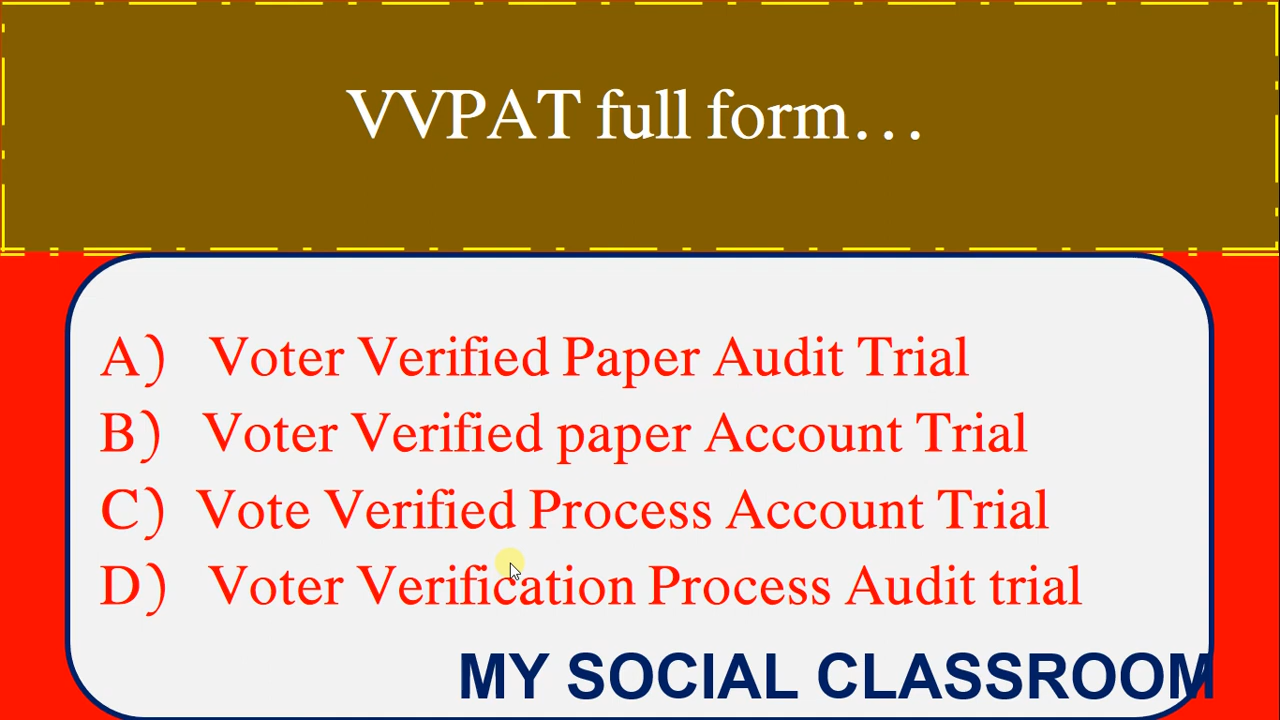 VVPAT full form...
A) Voter Verified Paper Audit Trial
B) Voter Verified paper Account Trial
C) Vote Verified Process Account Trial
D) Voter Verification Process Audit trial
MY SOCIAL CLASSROOM